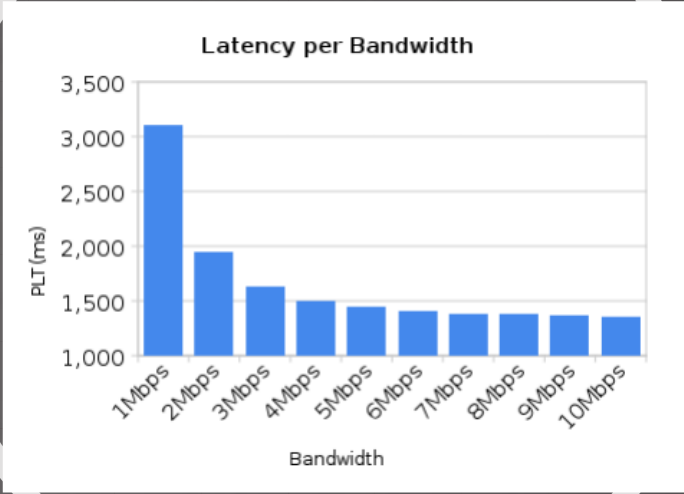 Latency per Bandwidth
3,500
3,000
2,500
2,000
1,500
1,000
PLT (ms)
1Mbps
2Mbps
3Mbps
4Mbps
5Mbps
6Mbps
7Mbps
8Mbps
9Mbps
10Mbps
Bandwidth